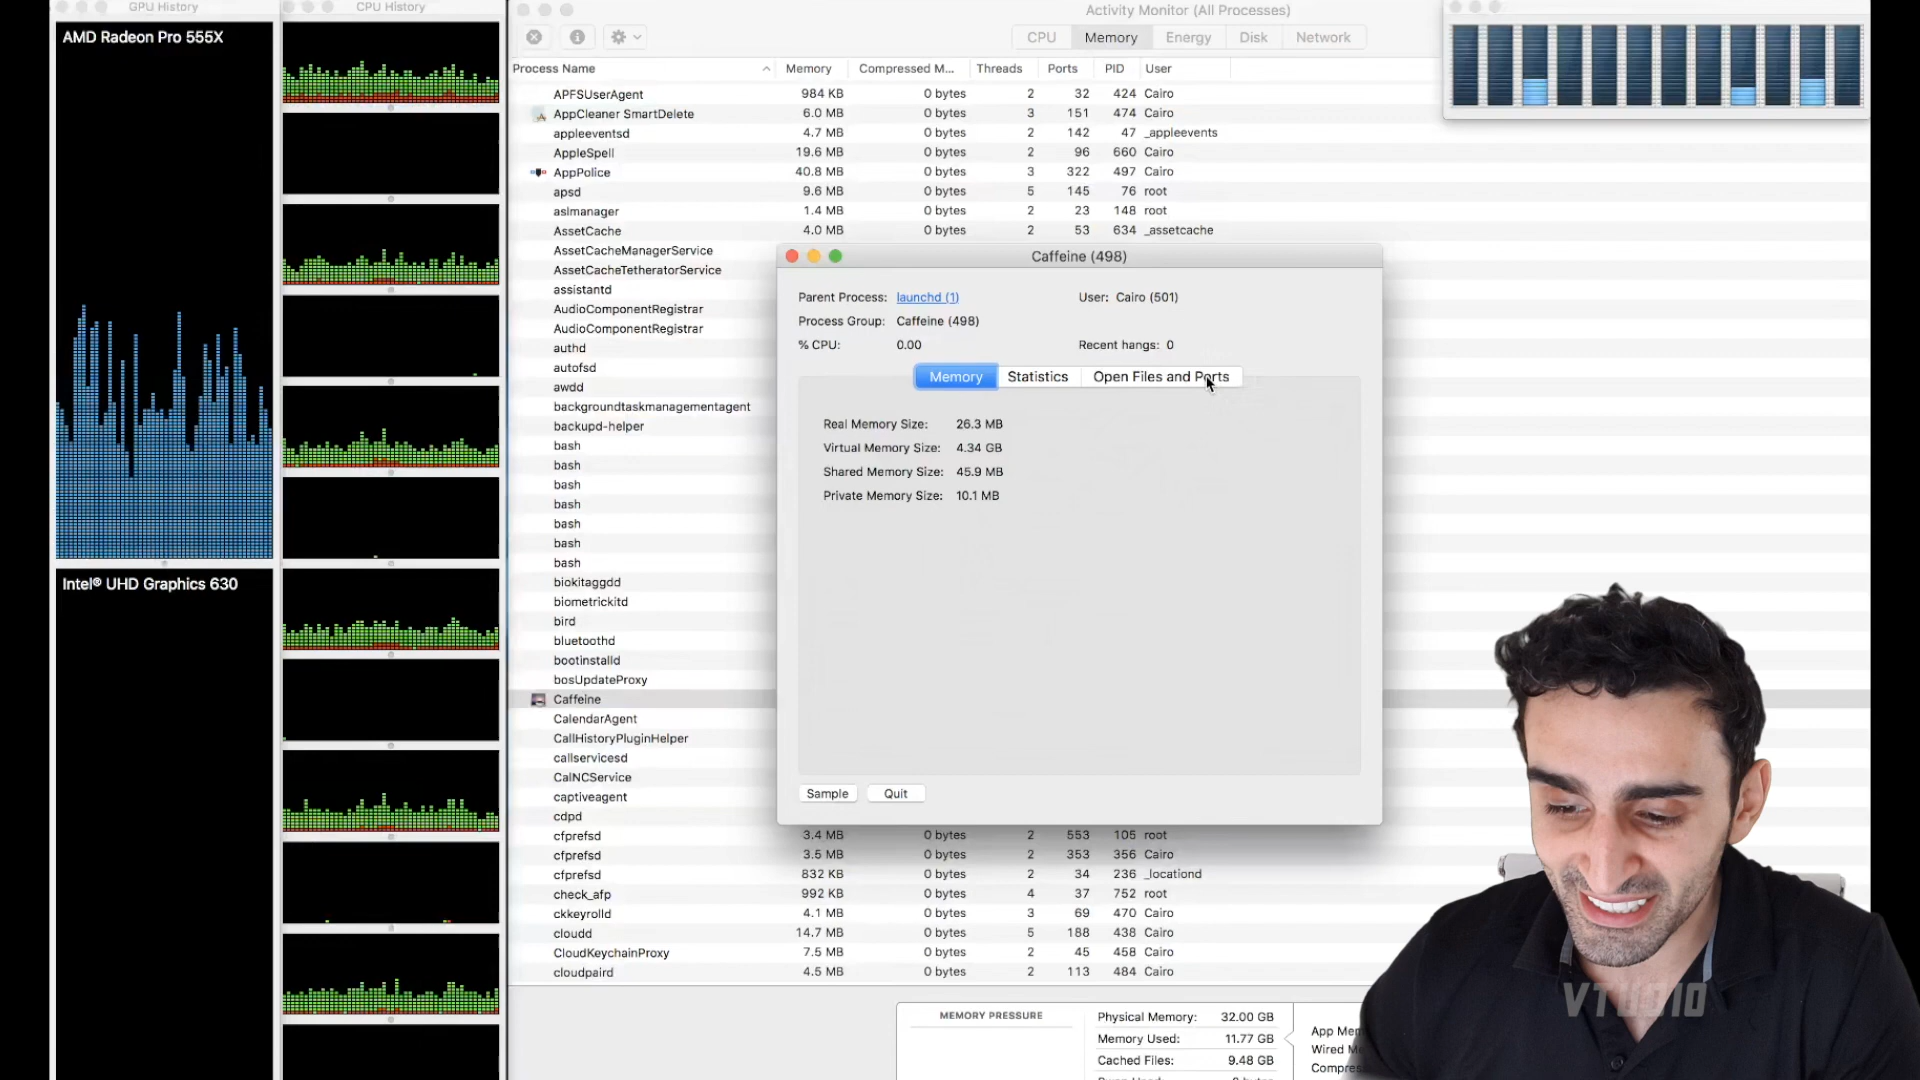 GPU History
CPU History
Activity Monitor (All Processes)
AMD Radeon Pro 555X
Intel® UHD Graphics 630
CPU Memory Energy Disk Network
Process Name Memory Compressed M... Threads Ports PID User
APFSUserAgent 984 KB 0 bytes 2 32 424 Cairo
AppCleaner SmartDelete 6.0 MB 0 bytes 3 151 474 Cairo
appleeventsd 4.7 MB 0 bytes 2 142 47 _appleevents
AppleSpell 19.6 MB 0 bytes 2 96 660 Cairo
AppPolice 40.8 MB 0 bytes 3 322 497 Cairo
apsd 9.6 MB 0 bytes 5 145 76 root
aslmanager 1.4 MB 0 bytes 2 23 148 root
AssetCache 4.0 MB 0 bytes 2 53 634 _assetcache
AssetCacheManagerService
AssetCacheTetheratorService
assistantd
AudioComponentRegistrar
AudioComponentRegistrar
authd
autofsd
awdd
backgroundtaskmanagementagent
backupd-helper
bash
bash
bash
bash
bash
bash
bash
biokitaggdd
biometrickitd
bird
bluetoothd
bootinstalld
bosUpdateProxy
Caffeine
CalendarAgent
CallHistoryPluginHelper
callservicesd
CalNCService
captiveagent
cdpd
cfprefsd 3.4 MB 0 bytes 2 553 105 root
cfprefsd 3.5 MB 0 bytes 2 353 356 Cairo
cfprefsd 832 KB 0 bytes 2 34 236 _locationd
check_afp 992 KB 0 bytes 4 37 752 root
ckkeyrolld 4.1 MB 0 bytes 3 69 470 Cairo
cloudd 14.7 MB 0 bytes 5 188 438 Cairo
CloudKeychainProxy 7.5 MB 0 bytes 2 45 458 Cairo
cloudpaird 4.5 MB 0 bytes 2 113 484 Cairo
Caffeine (498)
Parent Process: launchd (1) User: Cairo (501)
Process Group: Caffeine (498)
% CPU: 0.00 Recent hangs: 0
Memory Statistics Open Files and Ports
Real Memory Size: 26.3 MB
Virtual Memory Size: 4.34 GB
Shared Memory Size: 45.9 MB
Private Memory Size: 10.1 MB
Sample Quit
MEMORY PRESSURE
Physical Memory: 32.00 GB
Memory Used: 11.77 GB
Cached Files: 9.48 GB
App Mem
Wired Me
Compres
VTUDIO